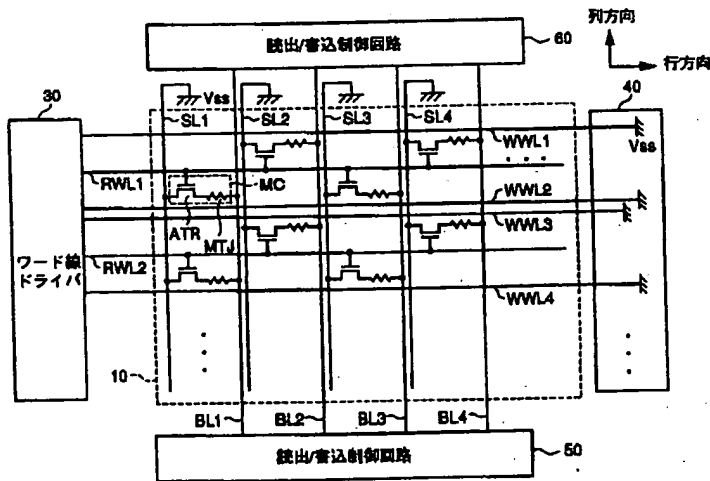 読出/書込制御回路
60
列方向
行方向
30
40
Vss
SL1
SL2
SL3
SL4
WWL1
Vss
RWL1
MC
WWL2
WWL3
ATR
MTJ
ワード線
ドライバ
RWL2
WWL4
10
BL1
BL2
BL3
BL4
読出/書込制御回路
50